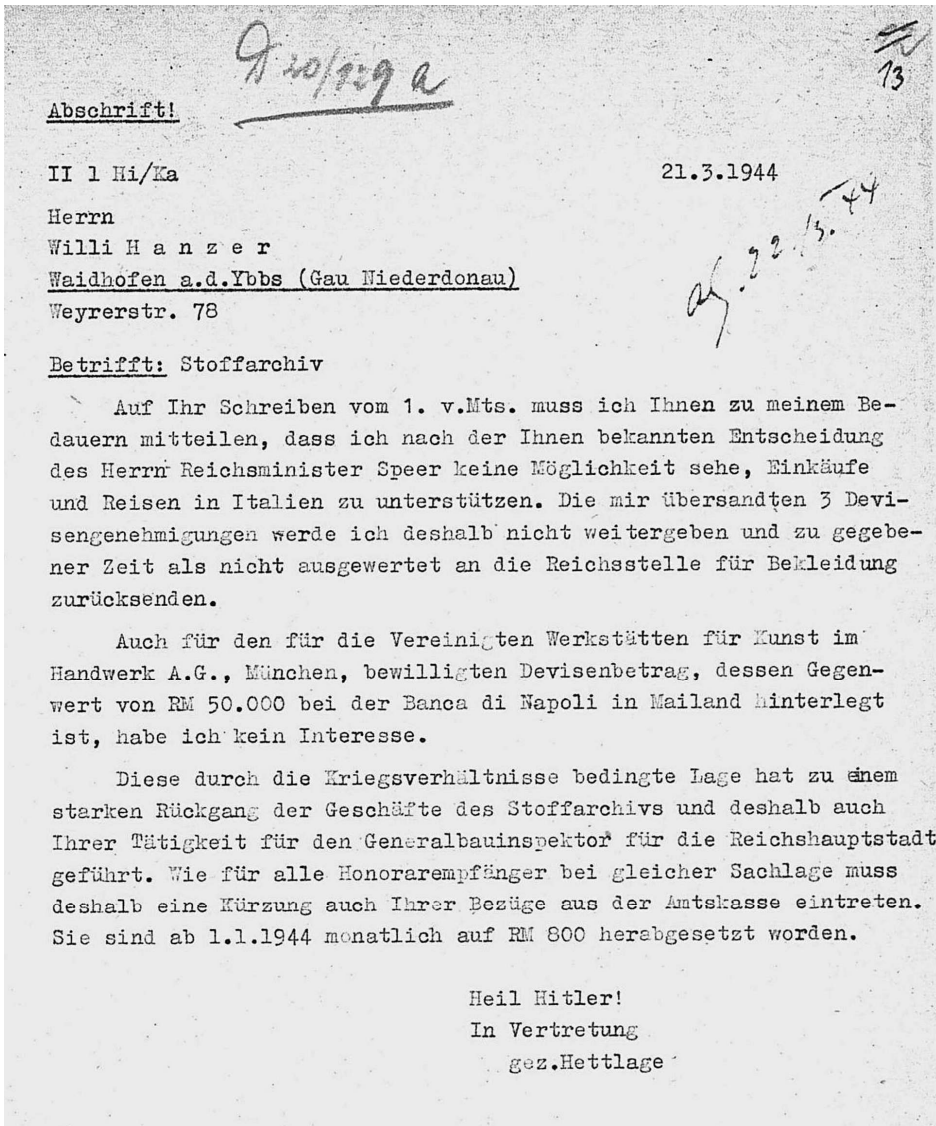 D 20/129 a
13
Abschrift!
II 1 Hi/Ka 21.3.1944
Herrn
Willi H a n z e r
Waidhofen a.d.Ybbs (Gau Niederdonau)
Weyrerstr. 78
22./3. 44
Betrifft: Stoffarchiv
Auf Ihr Schreiben vom 1. v.Mts. muss ich Ihnen zu meinem Be-
dauern mitteilen, dass ich nach der Ihnen bekannten Entscheidung
des Herrn Reichsminister Speer keine Möglichkeit sehe, Einkäufe
und Reisen in Italien zu unterstützen. Die mir übersandten 3 Devi-
sengenehmigungen werde ich deshalb nicht weitergeben und zu gegebe-
ner Zeit als nicht ausgewertet an die Reichsstelle für Bekleidung
zurücksenden.
Auch für den für die Vereinigten Werkstätten für Kunst im
Handwerk A.G., München, bewilligten Devisenbetrag, dessen Gegen-
wert von RM 50.000 bei der Banca di Napoli in Mailand hinterlegt
ist, habe ich kein Interesse.
Diese durch die Kriegsverhältnisse bedingte Lage hat zu einem
starken Rückgang der Geschäfte des Stoffarchivs und deshalb auch
Ihrer Tätigkeit für den Generalbauinspektor für die Reichshauptstadt
geführt. Wie für alle Honorarempfänger bei gleicher Sachlage muss
deshalb eine Kürzung auch Ihrer Bezüge aus der Amtskasse eintreten.
Sie sind ab 1.1.1944 monatlich auf RM 800 herabgesetzt worden.
Heil Hitler!
In Vertretung
gez.Hettlage